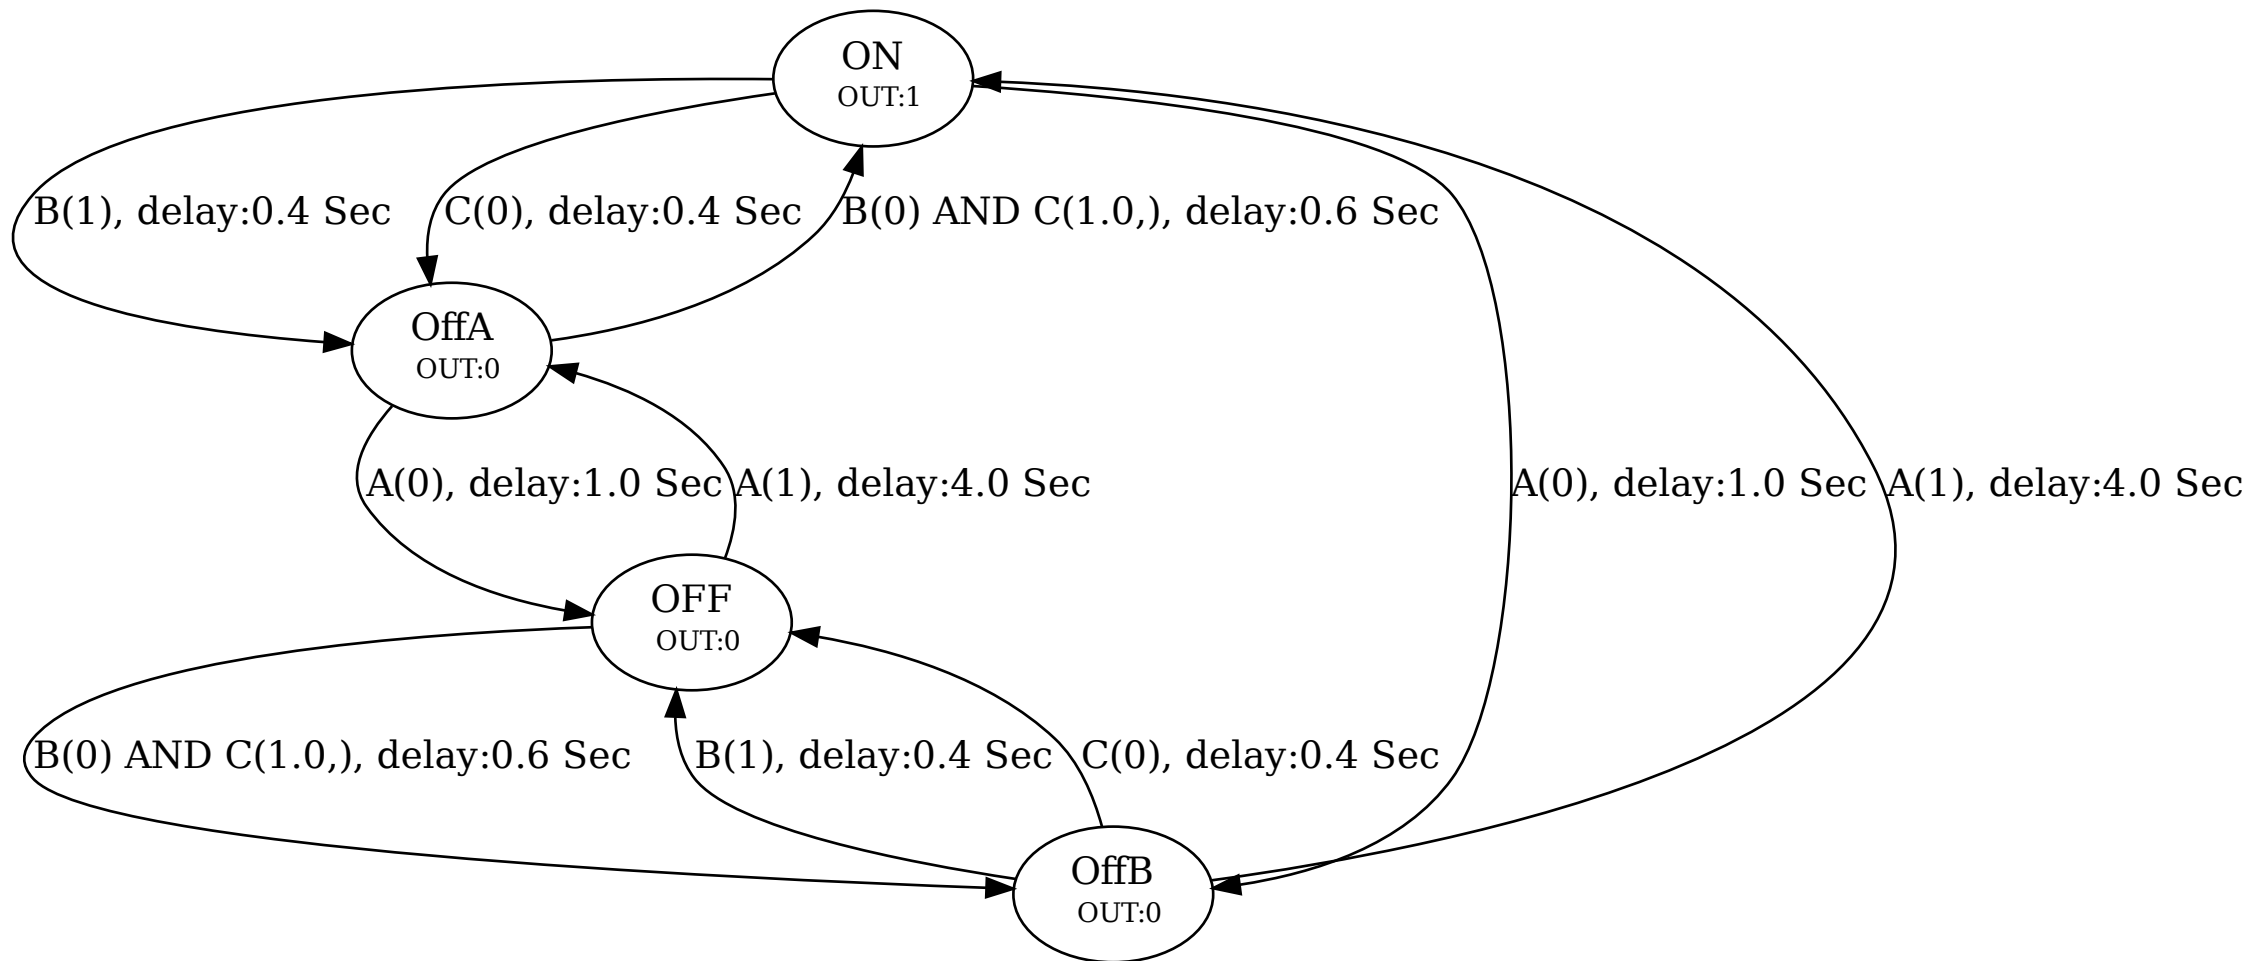 ON
OUT:1
B(1), delay:0.4 Sec
C(0), delay:0.4 Sec
B(0) AND C(1.0,), delay:0.6 Sec
OffA
OUT:0
A(0), delay:1.0 Sec
A(1), delay:4.0 Sec
A(0), delay:1.0 Sec
A(1), delay:4.0 Sec
OFF
OUT:0
B(0) AND C(1.0,), delay:0.6 Sec
B(1), delay:0.4 Sec
C(0), delay:0.4 Sec
OffB
OUT:0